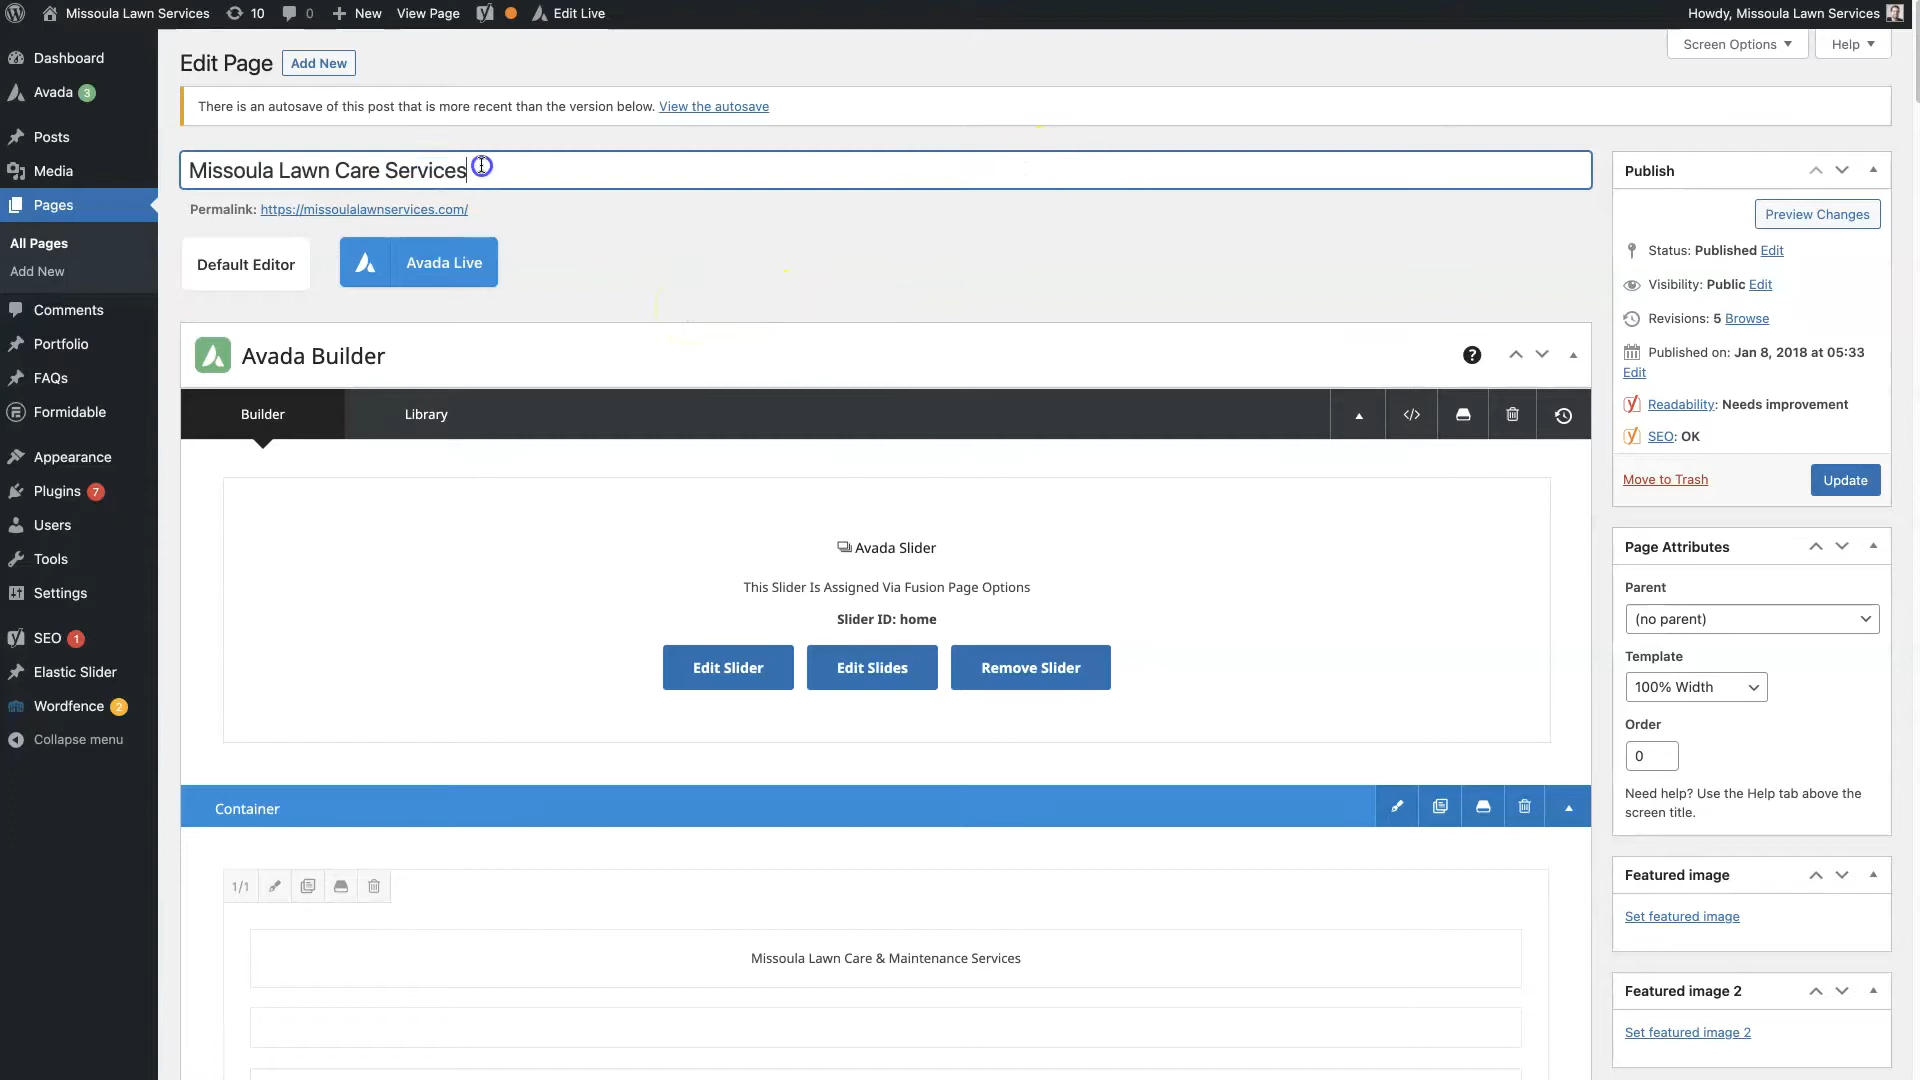 Missoula Lawn Services 10 0 New View Page Edit Live Howdy, Missoula Lawn Services
Screen Options Help
Dashboard
Avada 3
Posts
Media
Pages
All Pages
Add New
Comments
Portfolio
FAQs
Formidable
Appearance
Plugins 7
Users
Tools
Settings
SEO 1
Elastic Slider
Wordfence 2
Collapse menu
Edit Page Add New
There is an autosave of this post that is more recent than the version below. View the autosave
Missoula Lawn Care Services
Permalink: https://missoulalawnservices.com/
Default Editor Avada Live
Avada Builder
Builder Library
Avada Slider
This Slider Is Assigned Via Fusion Page Options
Slider ID: home
Edit Slider Edit Slides Remove Slider
Container
1/1
Missoula Lawn Care & Maintenance Services
Publish
Preview Changes
Status: Published Edit
Visibility: Public Edit
Revisions: 5 Browse
Published on: Jan 8, 2018 at 05:33
Edit
Readability: Needs improvement
SEO: OK
Move to Trash Update
Page Attributes
Parent
(no parent)
Template
100% Width
Order
0
Need help? Use the Help tab above the
screen title.
Featured image
Set featured image
Featured image 2
Set featured image 2